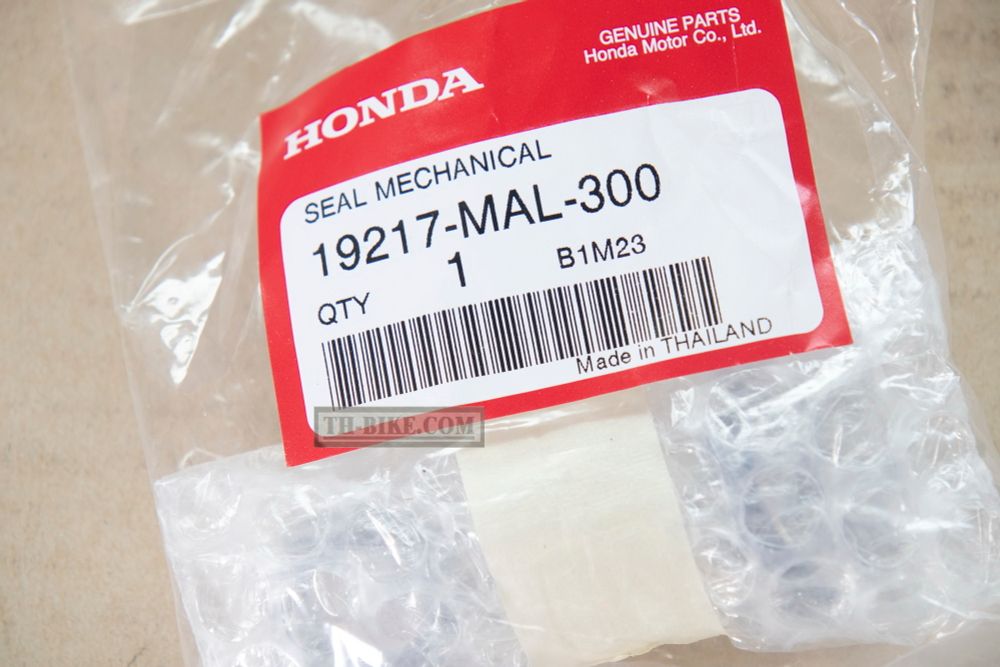 HONDA
GENUINE PARTS
Honda Motor Co., Ltd.
SEAL MECHANICAL
19217-MAL-300
QTY 1 B1M23
Made in THAILAND
TH-BIKE.COM